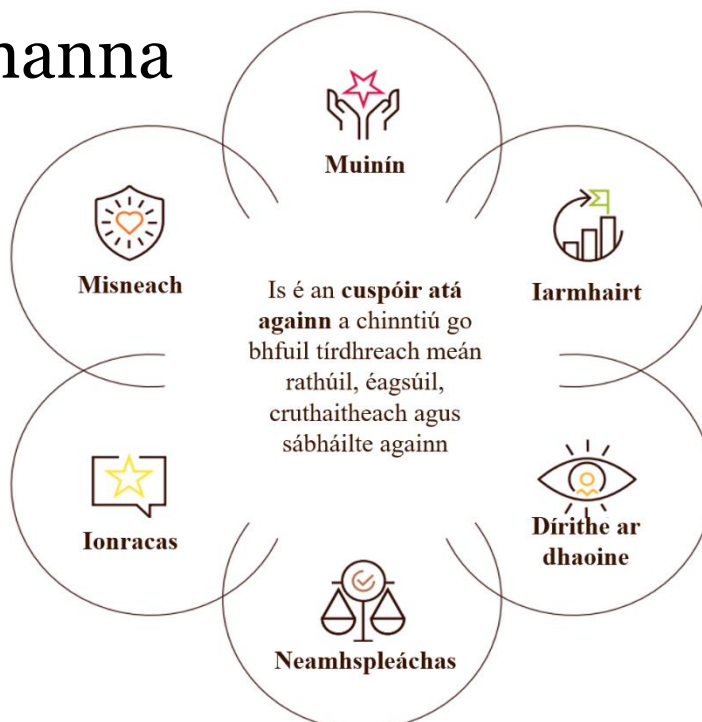 hanna
Muinín
Misneach
Iarmhairt
Is é an cuspóir atá
againn a chinntiú go
bhfuil tírdhreach meán
rathúil, éagsúil,
cruthaitheach agus
sábháilte againn
Ionracas
Dírithe ar
dhaoine
Neamhspleáchas